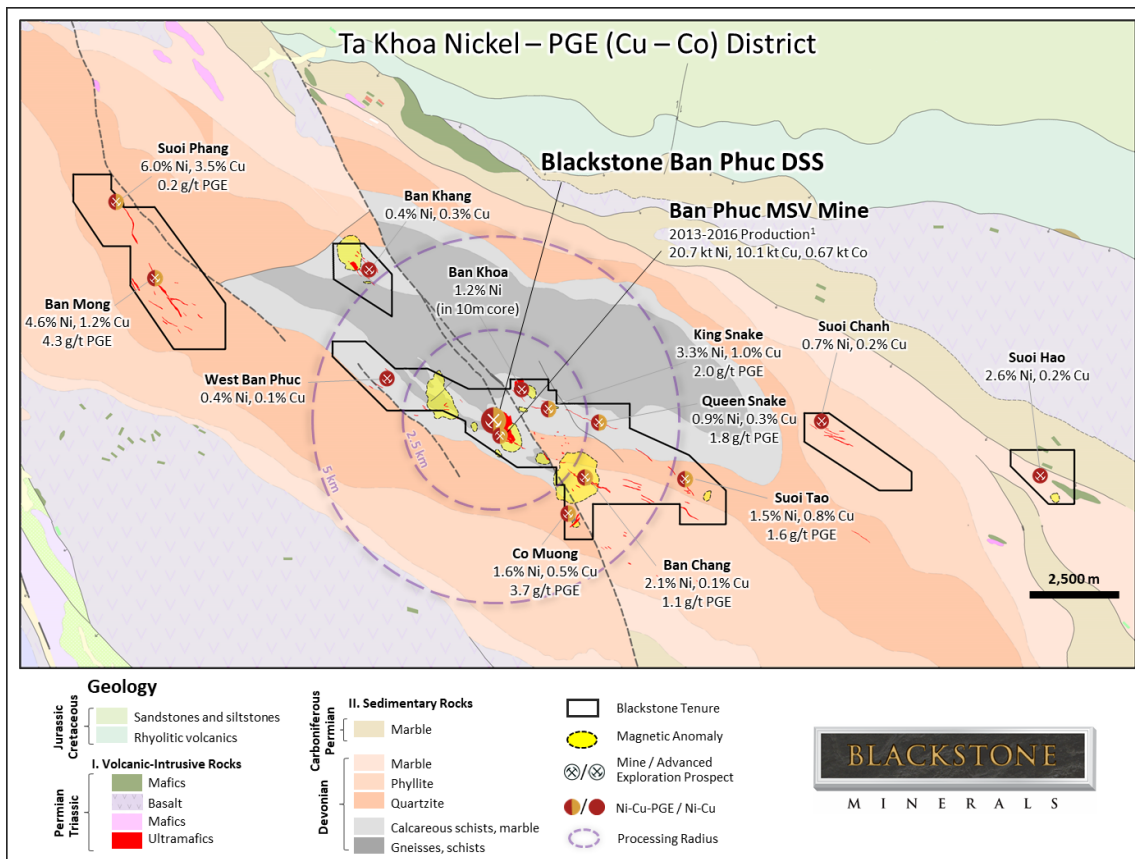 Ta Khoa Nickel – PGE (Cu – Co) District
Blackstone Ban Phuc DSS
Ban Phuc MSV Mine
2013-2016 Production¹
20.7 kt Ni, 10.1 kt Cu, 0.67 kt Co
Suoi Phang
6.0% Ni, 3.5% Cu
0.2 g/t PGE
Ban Khang
0.4% Ni, 0.3% Cu
Ban Khoa
1.2% Ni
(in 10m core)
Ban Mong
4.6% Ni, 1.2% Cu
4.3 g/t PGE
King Snake
3.3% Ni, 1.0% Cu
2.0 g/t PGE
Suoi Chanh
0.7% Ni, 0.2% Cu
Suoi Hao
2.6% Ni, 0.2% Cu
West Ban Phuc
0.4% Ni, 0.1% Cu
Queen Snake
0.9% Ni, 0.3% Cu
1.8 g/t PGE
2.5 km
5 km
Suoi Tao
1.5% Ni, 0.8% Cu
1.6 g/t PGE
Co Muong
1.6% Ni, 0.5% Cu
3.7 g/t PGE
Ban Chang
2.1% Ni, 0.1% Cu
1.1 g/t PGE
2,500 m
Geology
Jurassic
Cretaceous
Sandstones and siltstones
Rhyolitic volcanics
I. Volcanic-Intrusive Rocks
Permian
Triassic
Mafics
Basalt
Mafics
Ultramafics
II. Sedimentary Rocks
Carboniferous
Permian
Marble
Devonian
Marble
Phyllite
Quartzite
Calcareous schists, marble
Gneisses, schists
Blackstone Tenure
Magnetic Anomaly
Mine / Advanced
Exploration Prospect
Ni-Cu-PGE / Ni-Cu
Processing Radius
BLACKSTONE
MINERALS